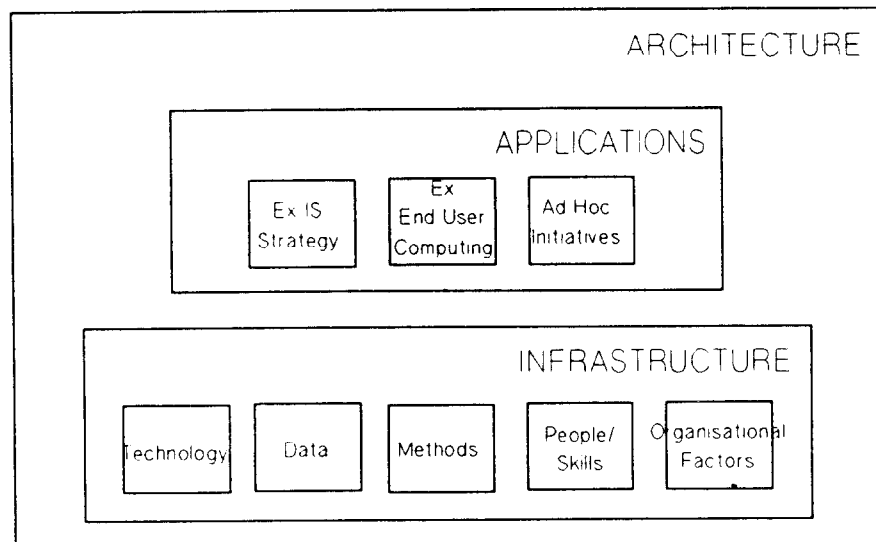 ARCHITECTURE
APPLICATIONS
Ex IS
Strategy
Ex
End User
Computing
Ad Hoc
Initiatives
INFRASTRUCTURE
Technology
Data
Methods
People/
Skills
Organisational
Factors